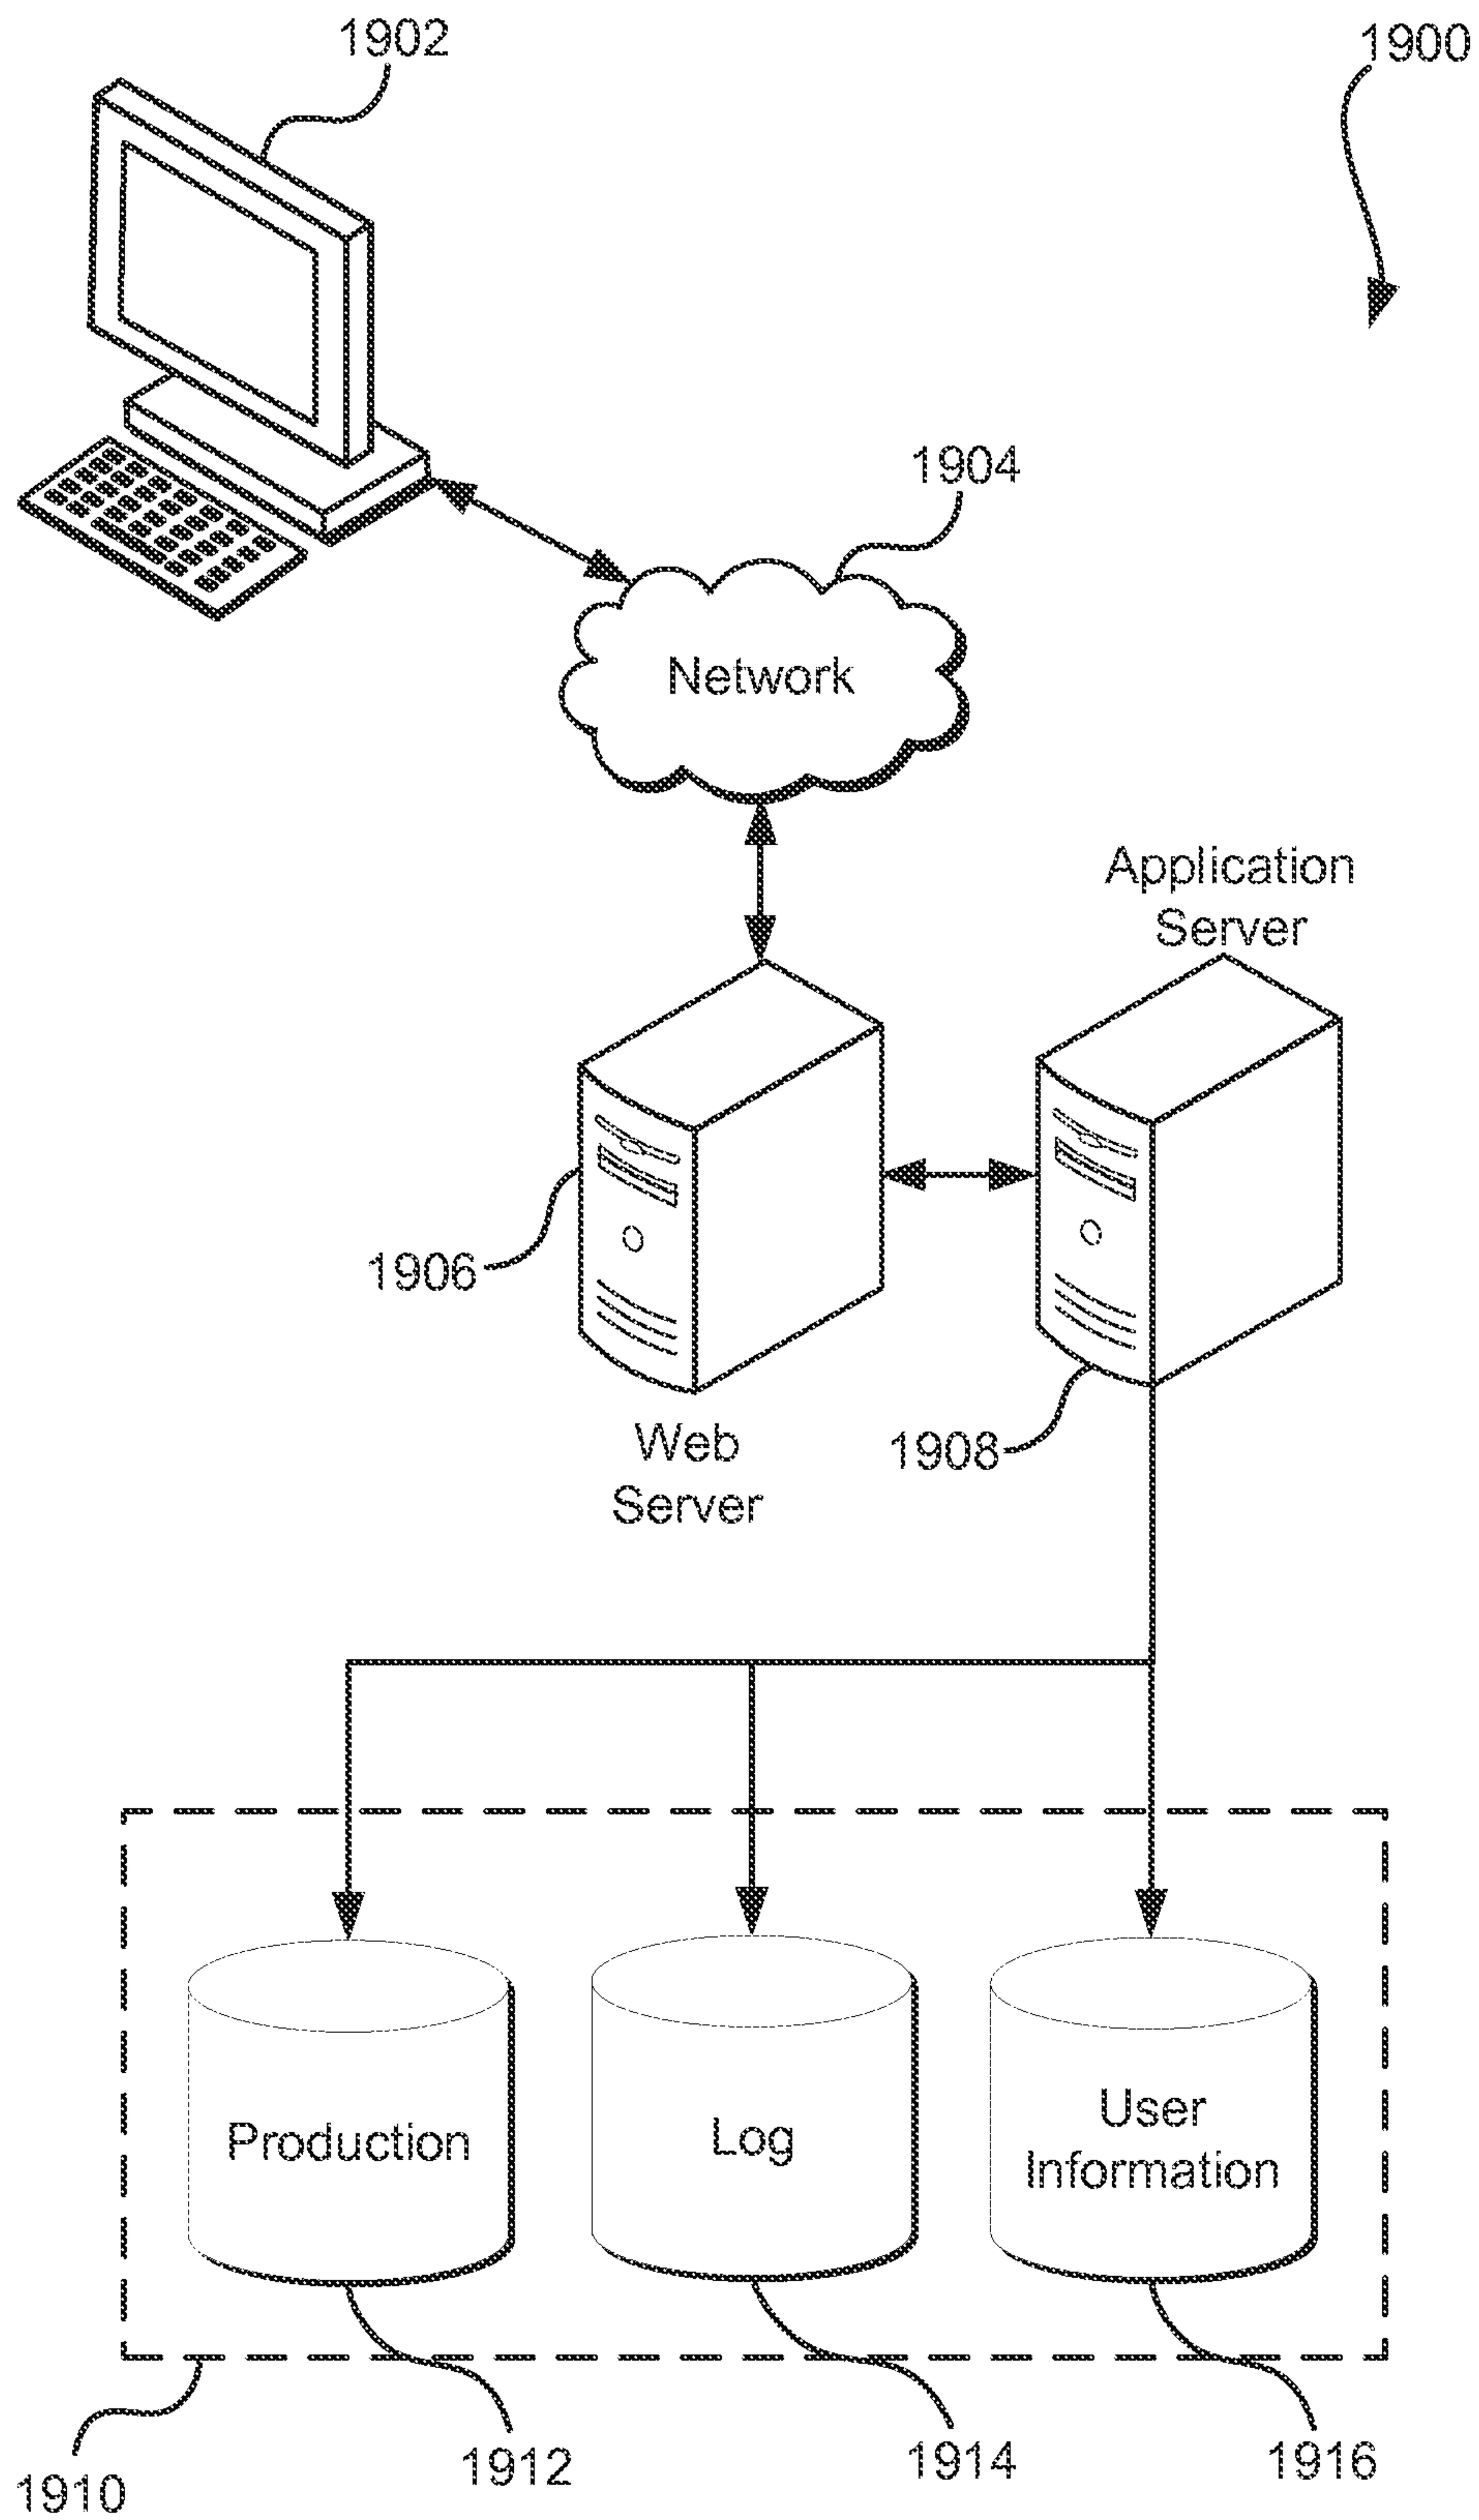 1902
1900
1904
Network
Application
Server
1906
Web
Server
1908
Production
Log
User
Information
1910
1912
1914
1916